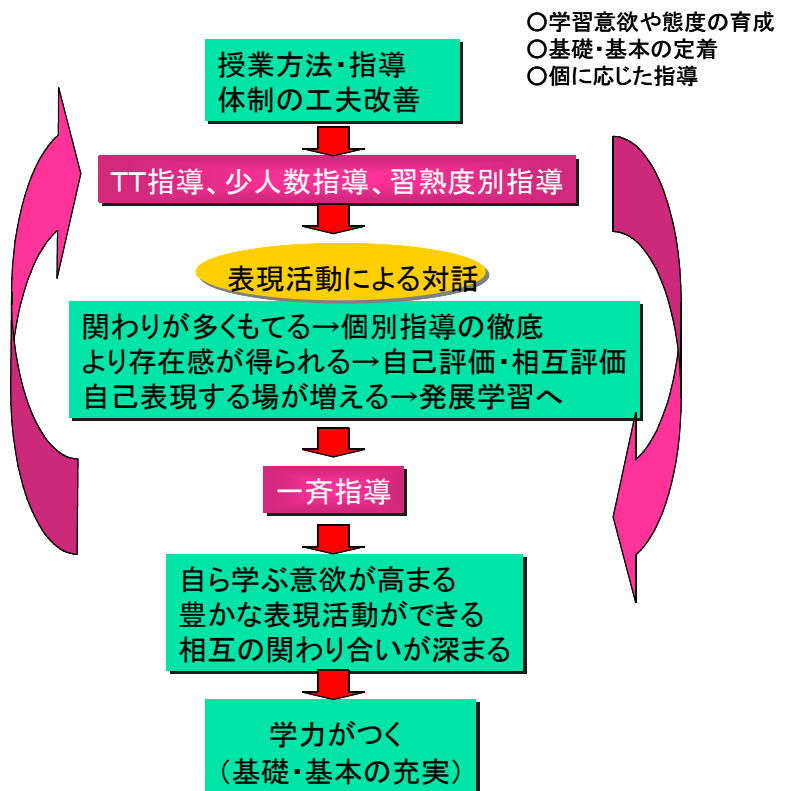 〇学習意欲や態度の育成
〇基礎・基本の定着
〇個に応じた指導
授業方法・指導
体制の工夫改善
TT指導、少人数指導、習熟度別指導
表現活動による対話
関わりが多くもてる→個別指導の徹底
より存在感が得られる→自己評価・相互評価
自己表現する場が増える→発展学習へ
一斉指導
自ら学ぶ意欲が高まる
豊かな表現活動ができる
相互の関わり合いが深まる
学力がつく
(基礎・基本の充実)